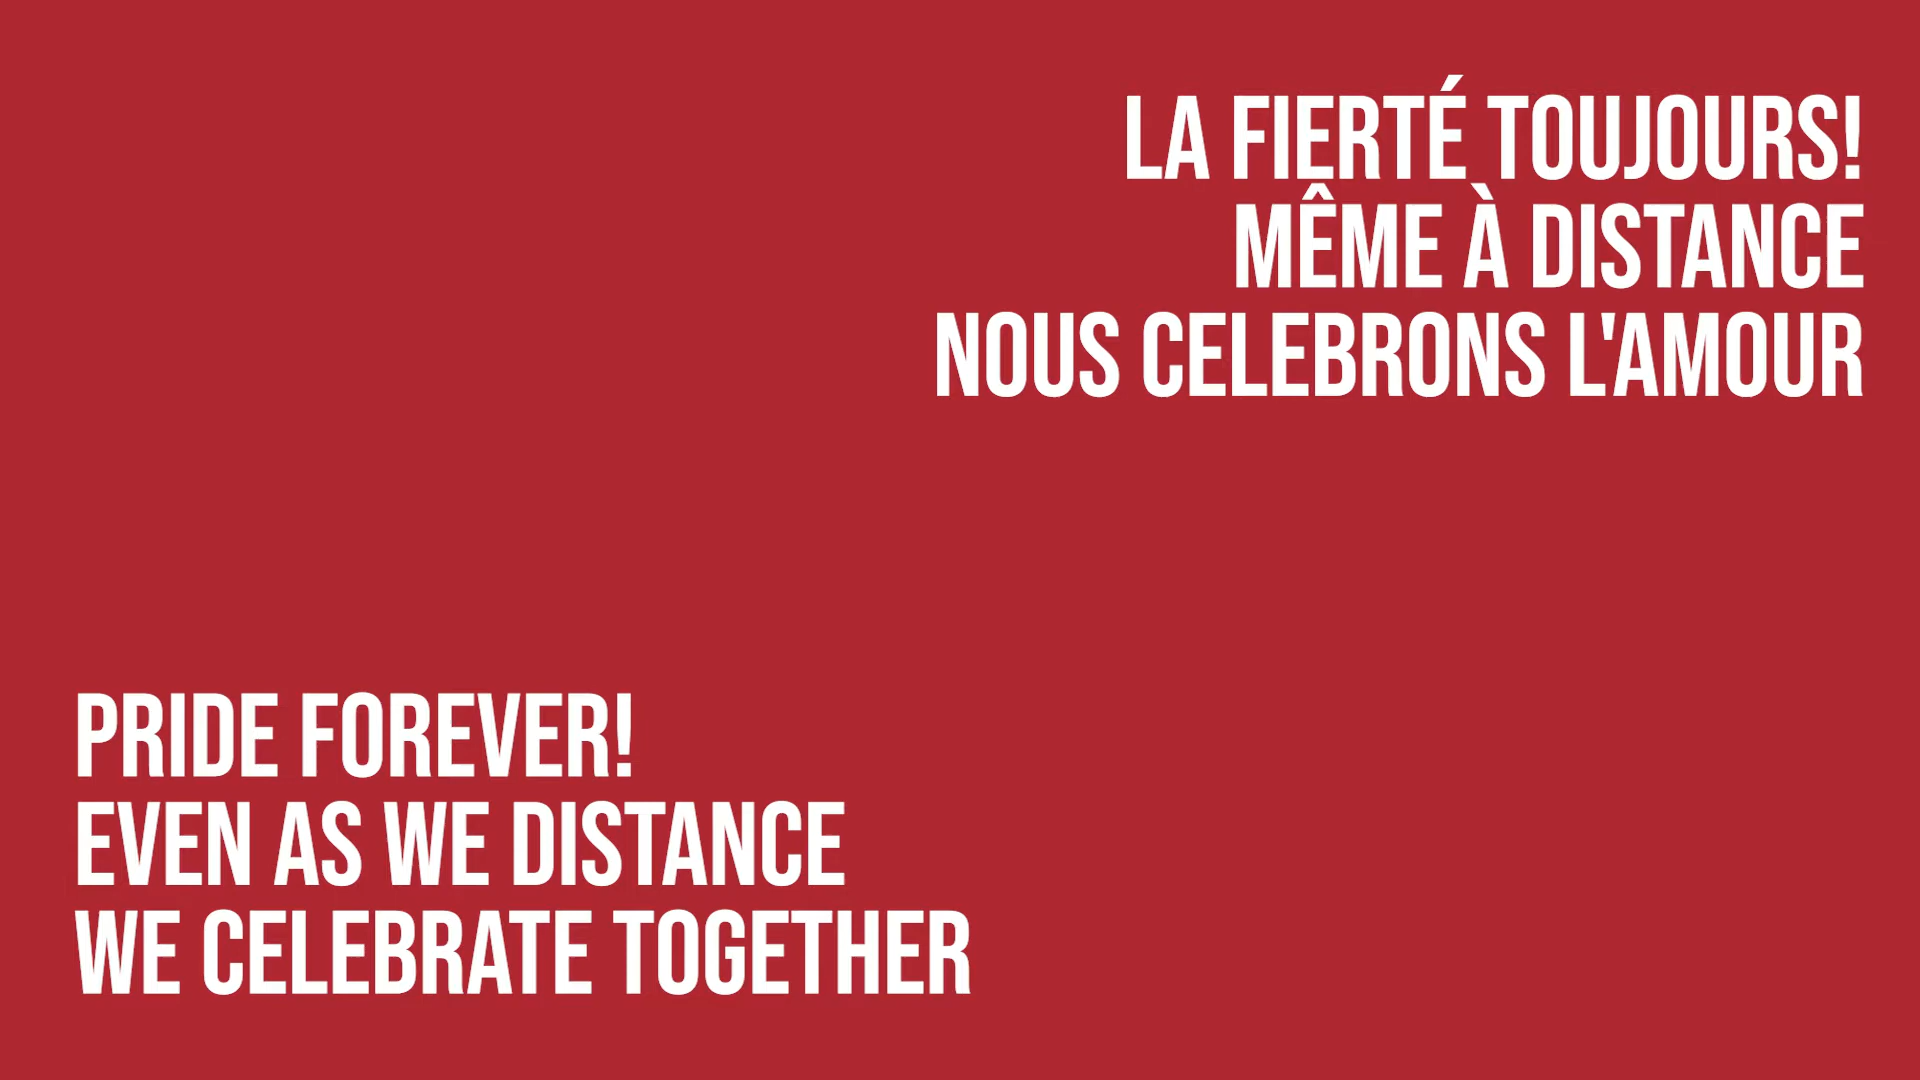 LA FIERTÉ TOUJOURS!
MÊME À DISTANCE
NOUS CELEBRONS L'AMOUR
PRIDE FOREVER!
EVEN AS WE DISTANCE
WE CELEBRATE TOGETHER